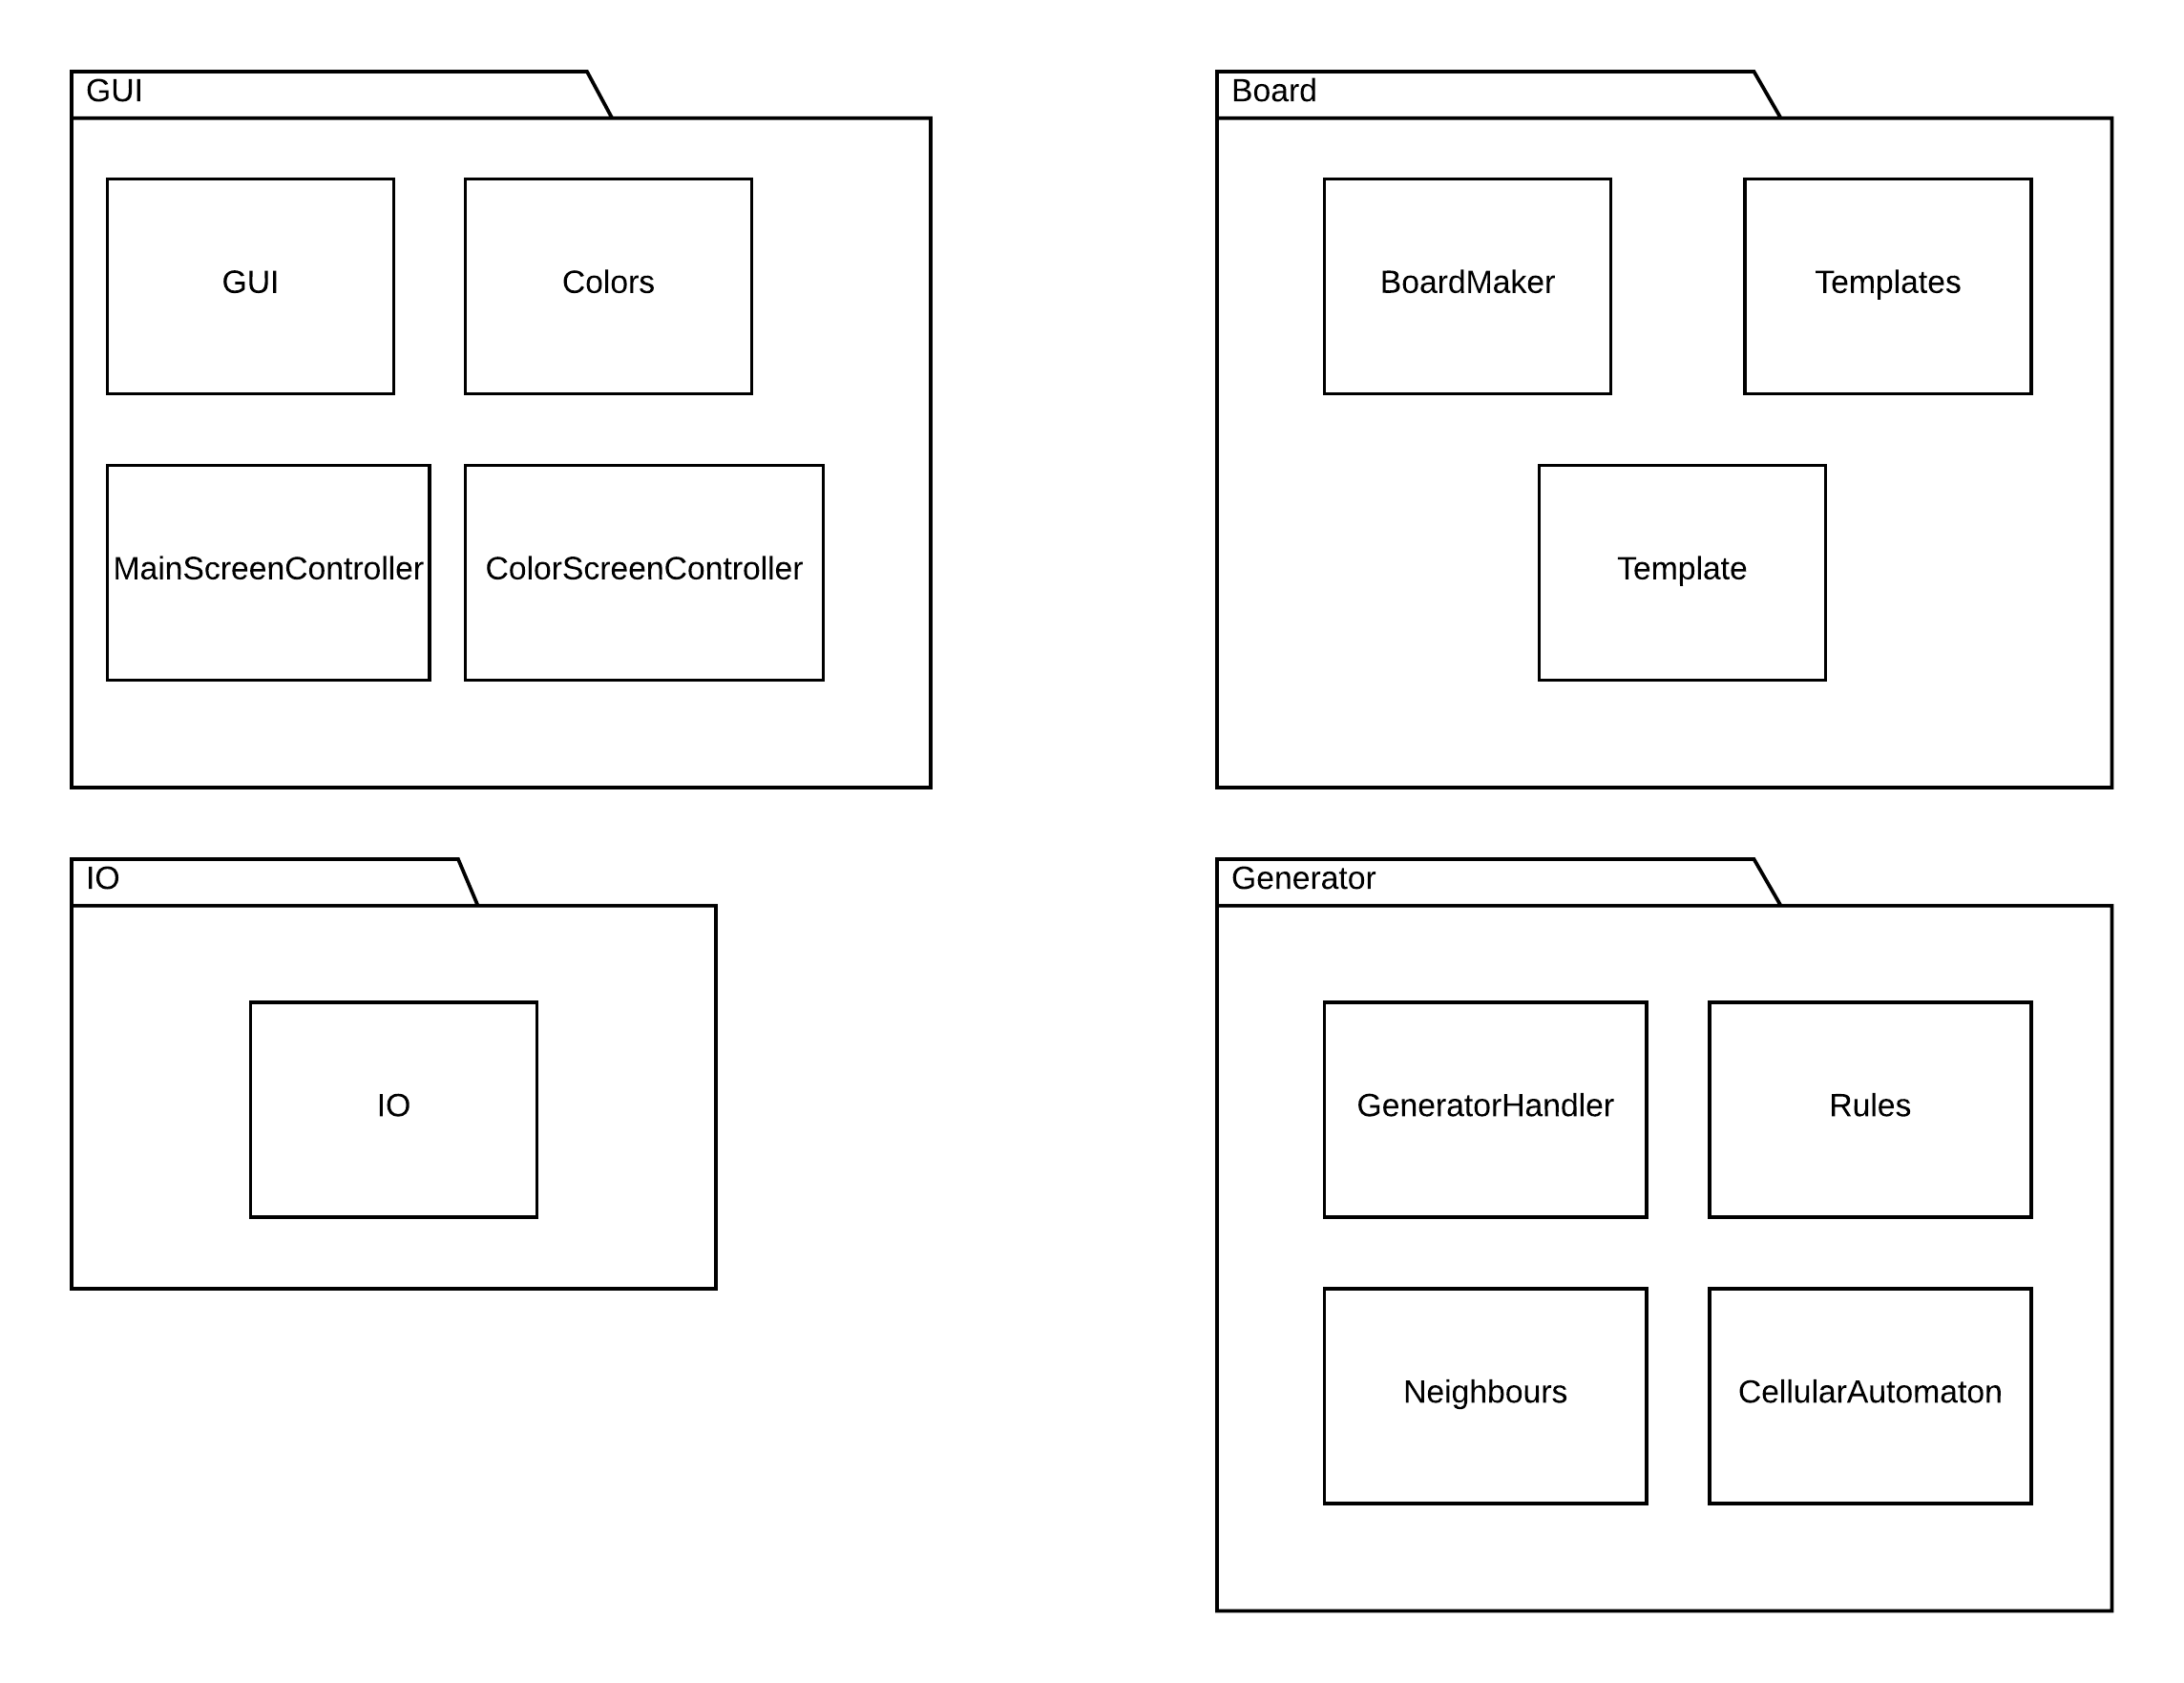 GUI
GUI
Colors
MainScreenController
ColorScreenController
Board
BoardMaker
Templates
Template
IO
IO
Generator
GeneratorHandler
Rules
Neighbours
CellularAutomaton